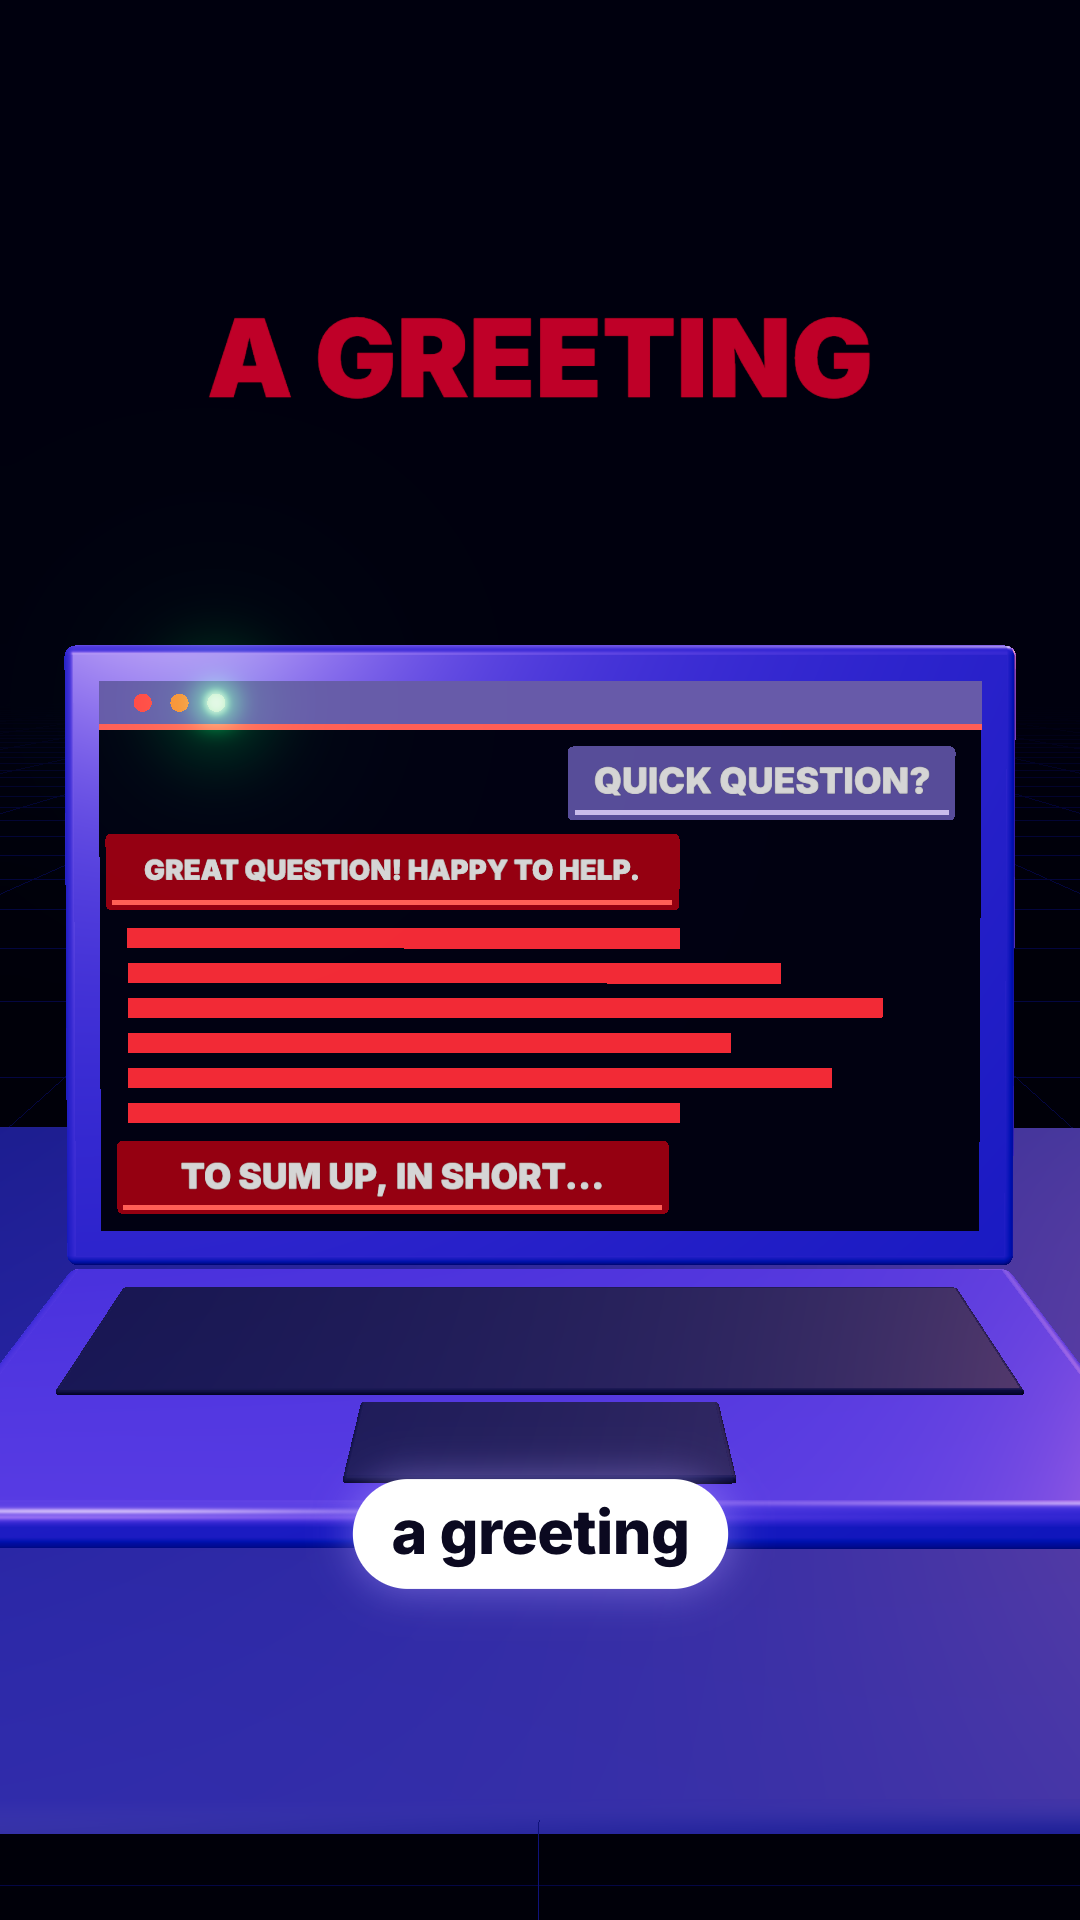 A GREETING
QUICK QUESTION?
GREAT QUESTION! HAPPY TO HELP.
TO SUM UP, IN SHORT...
a greeting